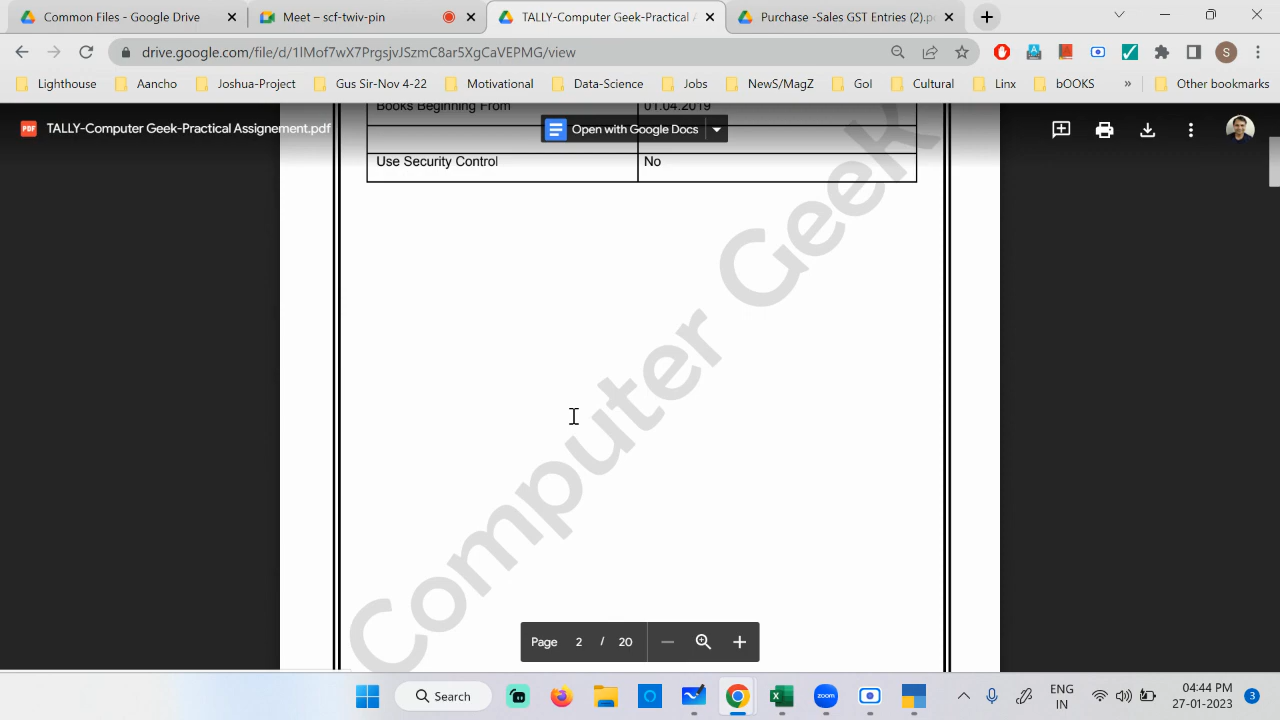 Common Files - Google Drive
Meet – scf-twiv-pin
TALLY-Computer Geek-Practical A
Purchase -Sales GST Entries (2).p
drive.google.com/file/d/1lMof7wX7PrgsjvJSzmC8ar5XgCaVEPMG/view
S
Lighthouse
Aancho
Joshua-Project
Gus Sir-Nov 4-22
Motivational
Data-Science
Jobs
NewS/MagZ
GoI
Cultural
Linx
bOOKS
»
Other bookmarks
PDF
TALLY-Computer Geek-Practical Assignement.pdf
Open with Google Docs
Books Beginning From 01.04.2019
Use Security Control No
Computer Geek
Page 2 / 20
Search
zoom
ENG
IN
04:44 PM
27-01-2023
3